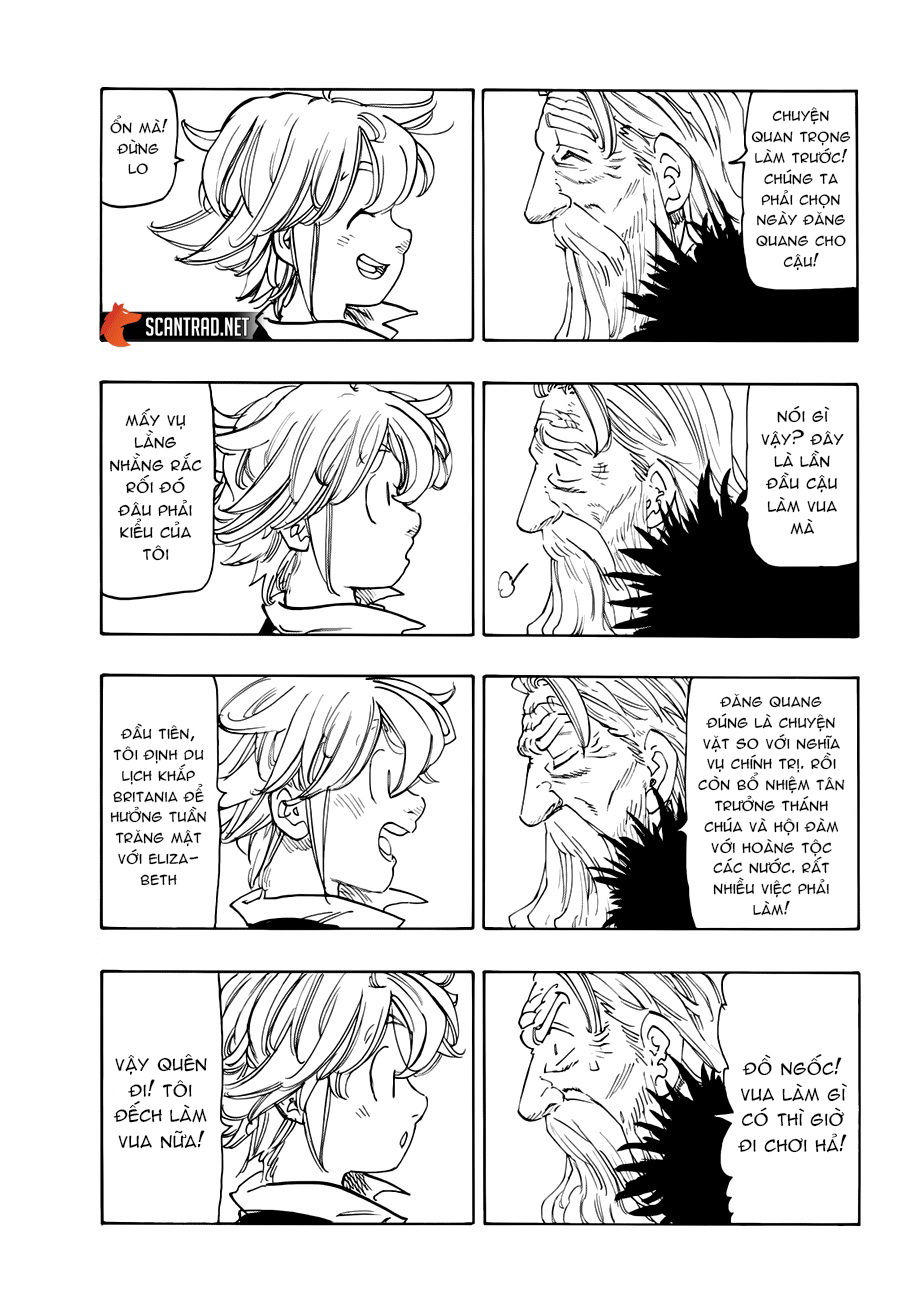 CHUYỆN
QUAN TRỌNG
LÀM TRƯỚC!
CHÚNG TA
PHẢI CHỌN
NGÀY ĐĂNG
QUANG CHO
CẬU!
ỔN MÀ!
ĐỪNG
LO
SCANTRAD.NET
NÓI GÌ
VẬY? ĐÂY
LÀ LẦN
ĐẦU CẬU
LÀM VUA
MÀ
MẤY VỤ
LẰNG
NHẰNG RẮC
RỐI ĐÓ
ĐÂU PHẢI
KIỂU CỦA
TÔI
ĐĂNG QUANG
ĐÚNG LÀ CHUYỆN
VẶT SO VỚI NGHĨA
VỤ CHÍNH TRỊ. RỒI
CÒN BỔ NHIỆM TÂN
TRƯỞNG THÁNH
CHÚA VÀ HỘI ĐÀM
VỚI HOÀNG TỘC
CÁC NƯỚC. RẤT
NHIỀU VIỆC PHẢI
LÀM!
ĐẦU TIÊN,
TÔI ĐỊNH DU
LỊCH KHẮP
BRITANIA ĐỂ
HƯỞNG TUẦN
TRĂNG MẬT
VỚI ELIZA-
BETH
ĐỒ NGỐC!
VUA LÀM GÌ
CÓ THÌ GIỜ
ĐI CHƠI HẢ!
VẬY QUÊN
ĐI! TÔI
ĐẾCH LÀM
VUA NỮA!